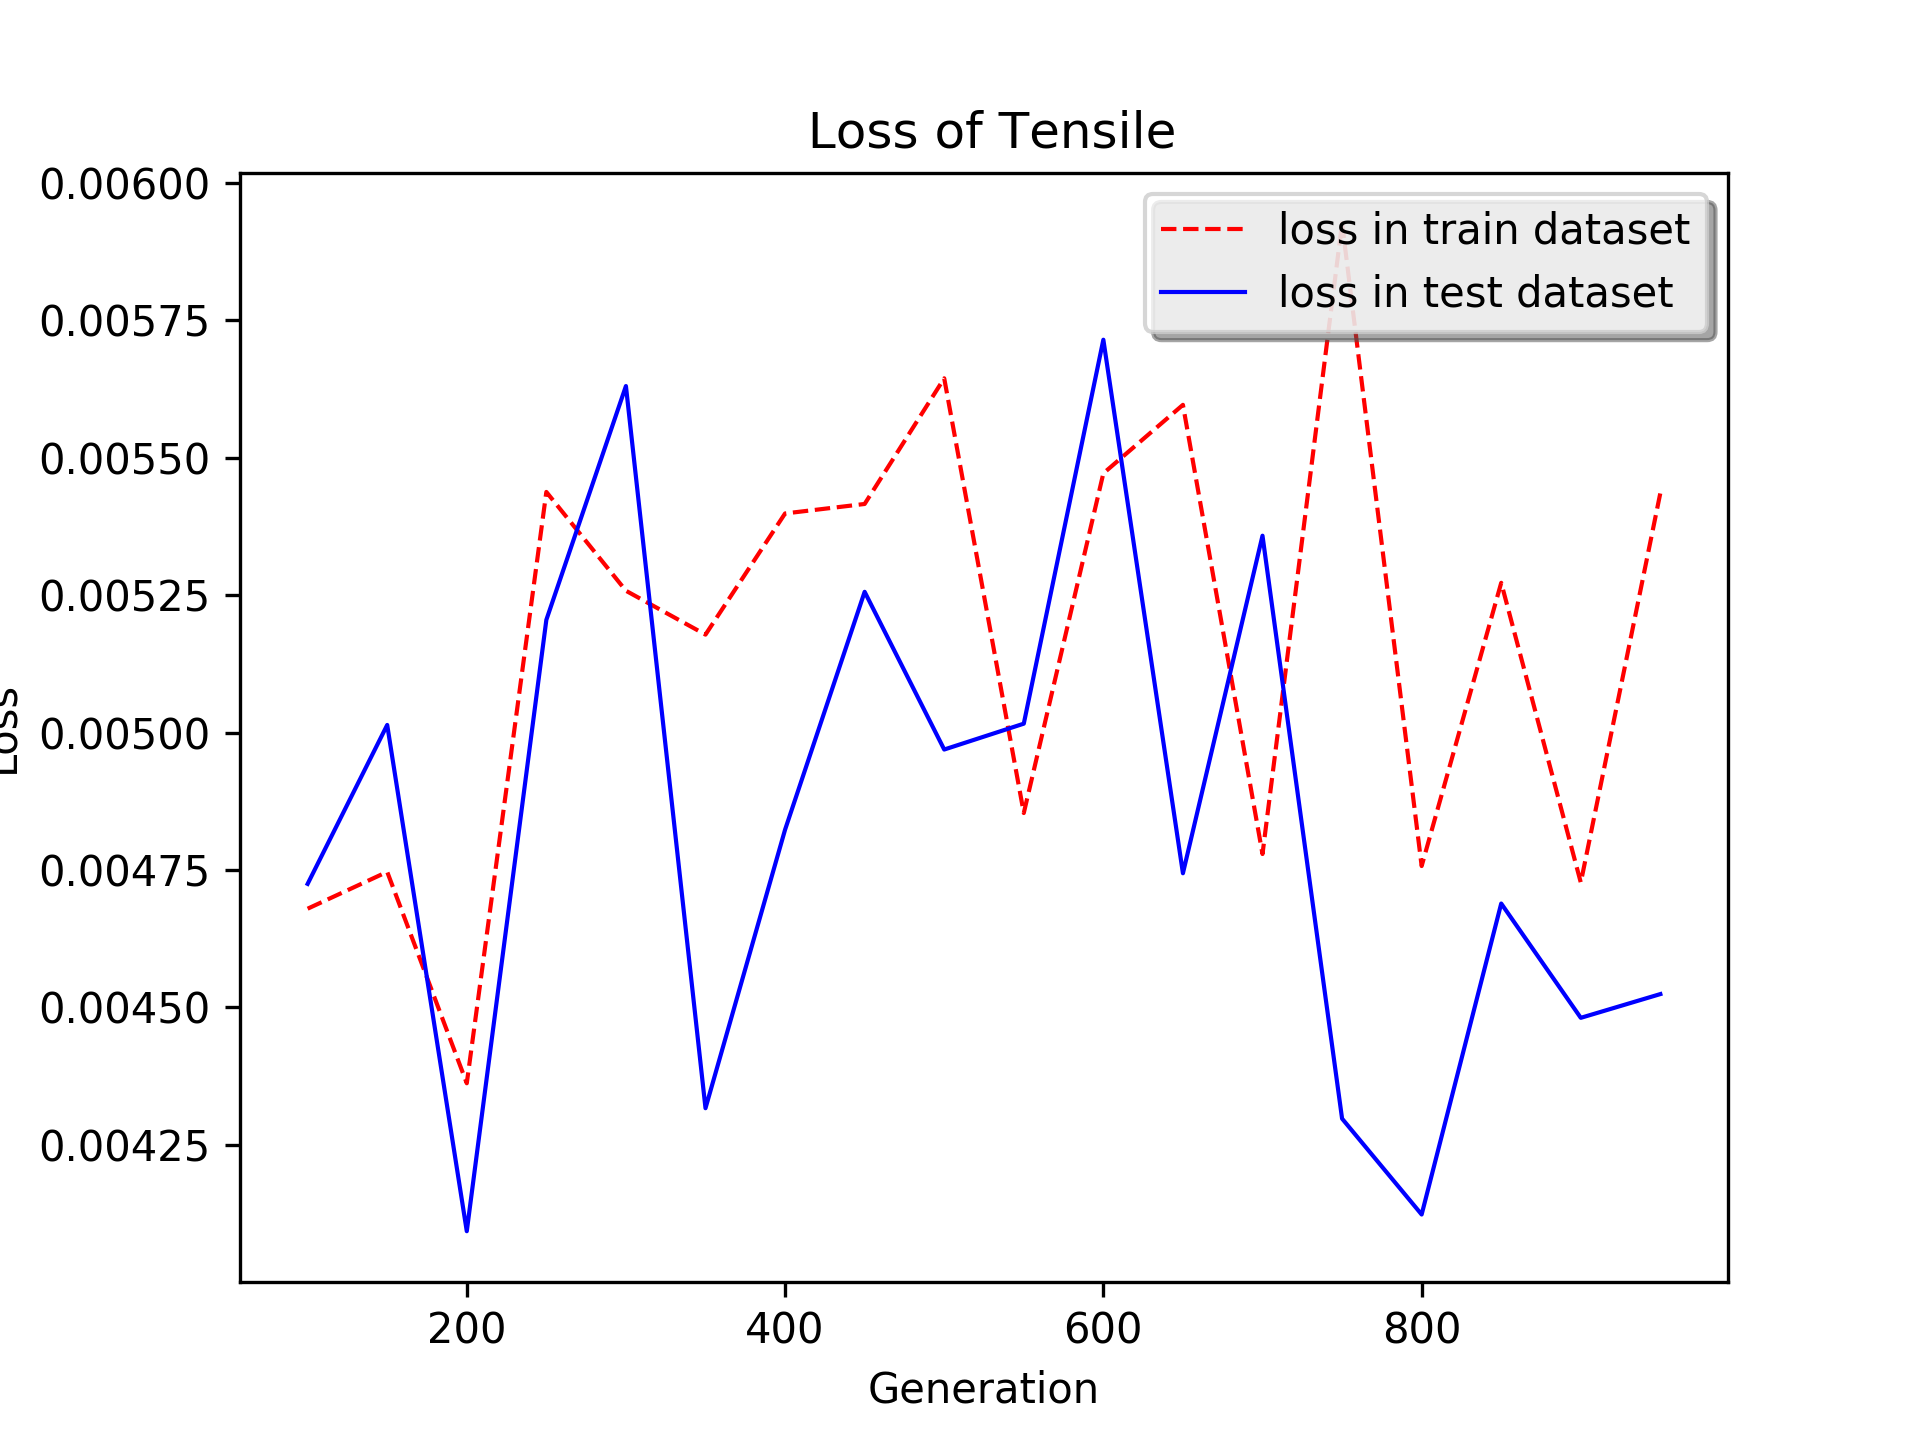 Loss of Tensile
0.00600
0.00575
0.00550
0.00525
0.00500
0.00475
0.00450
0.00425
Loss
loss in train dataset
loss in test dataset
200 400 600 800
Generation